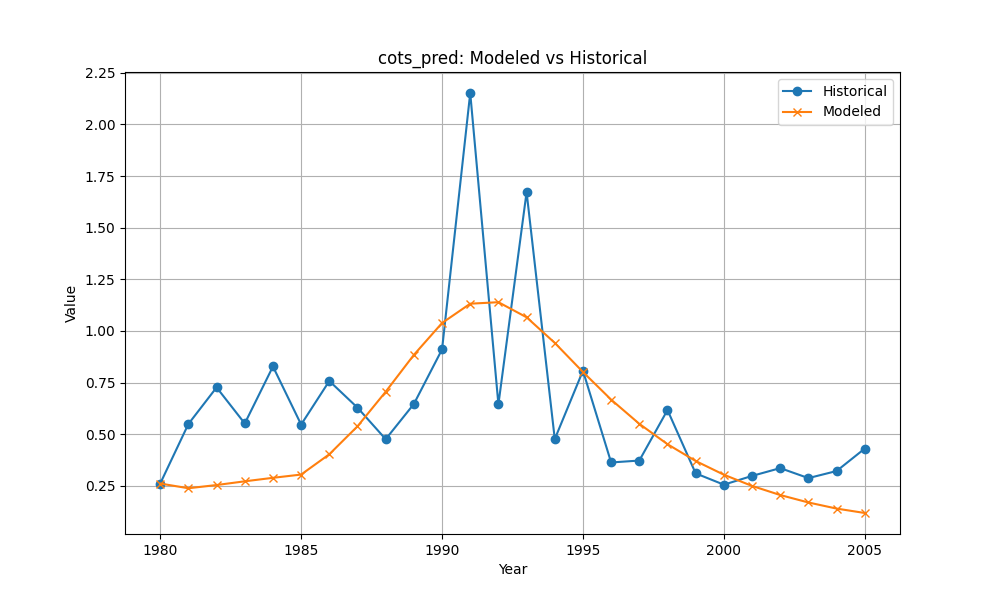 cots_pred: Modeled vs Historical
Historical
Modeled
Value
2.25
2.00
1.75
1.50
1.25
1.00
0.75
0.50
0.25
1980 1985 1990 1995 2000 2005
Year